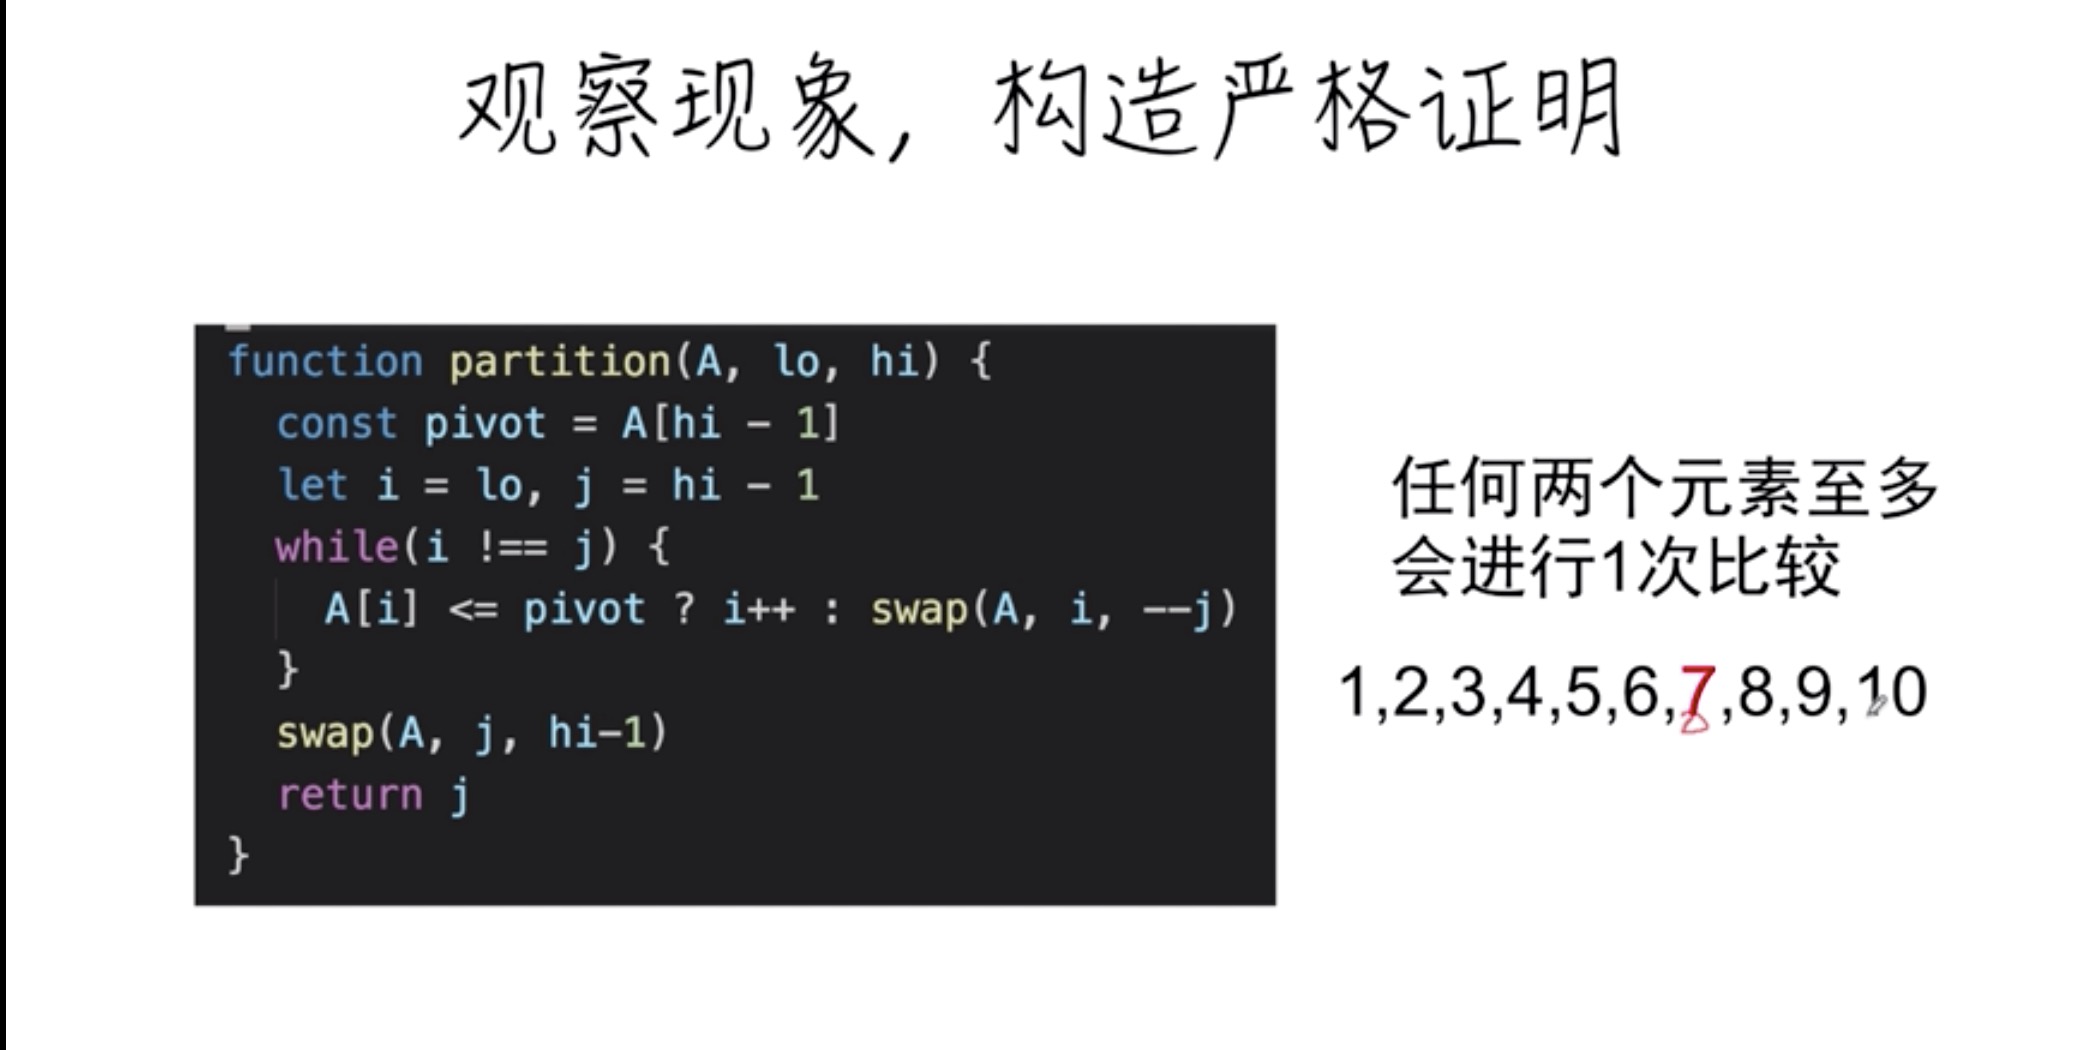 观察现象，构造严格证明
function partition(A, lo, hi) {
const pivot = A[hi - 1]
let i = lo, j = hi - 1
while(i !== j) {
A[i] <= pivot ? i++ : swap(A, i, --j)
}
swap(A, j, hi-1)
return j
}
任何两个元素至多
会进行1次比较
1,2,3,4,5,6,7,8,9,10